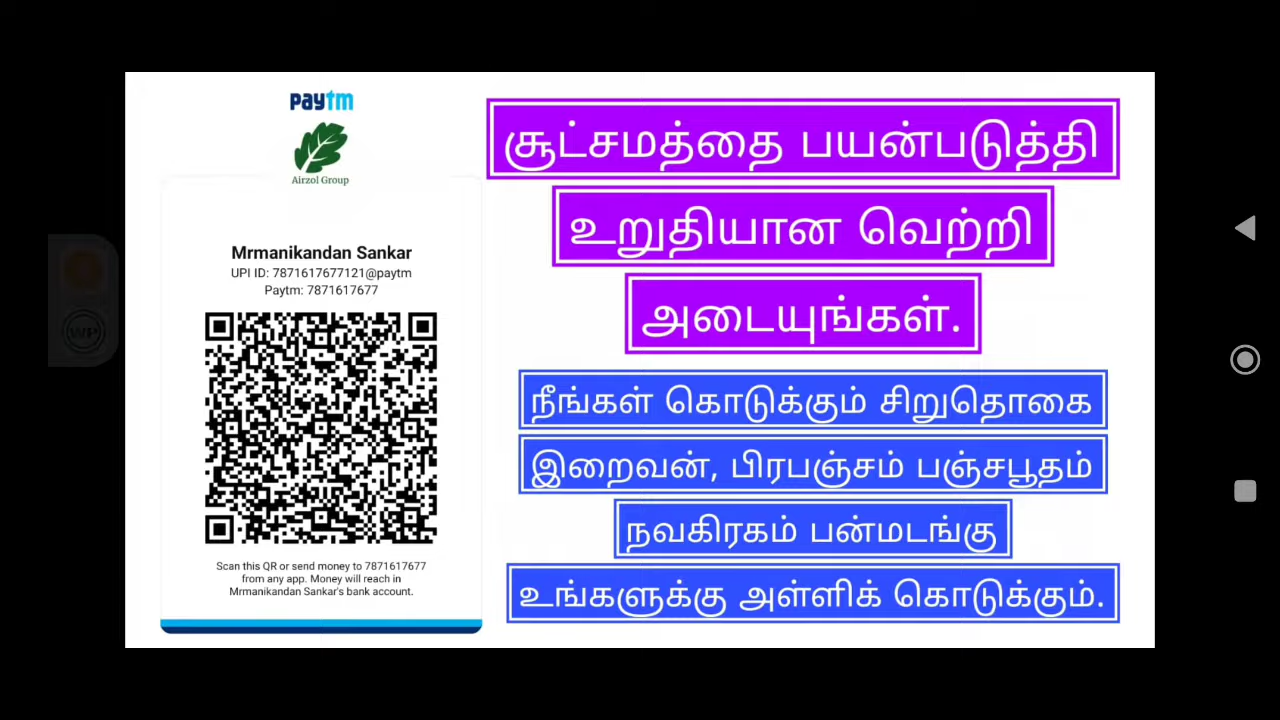 paytm
Airzol Group
Mrmanikandan Sankar
UPI ID: 7871617677121@paytm
Paytm: 7871617677
Scan this QR or send money to 7871617677
from any app. Money will reach in
Mrmanikandan Sankar's bank account.
சூட்சமத்தை பயன்படுத்தி
உறுதியான வெற்றி
அடையுங்கள்.
நீங்கள் கொடுக்கும் சிறுதொகை
இறைவன், பிரபஞ்சம் பஞ்சபூதம்
நவகிரகம் பன்மடங்கு
உங்களுக்கு அள்ளிக் கொடுக்கும்.
WP